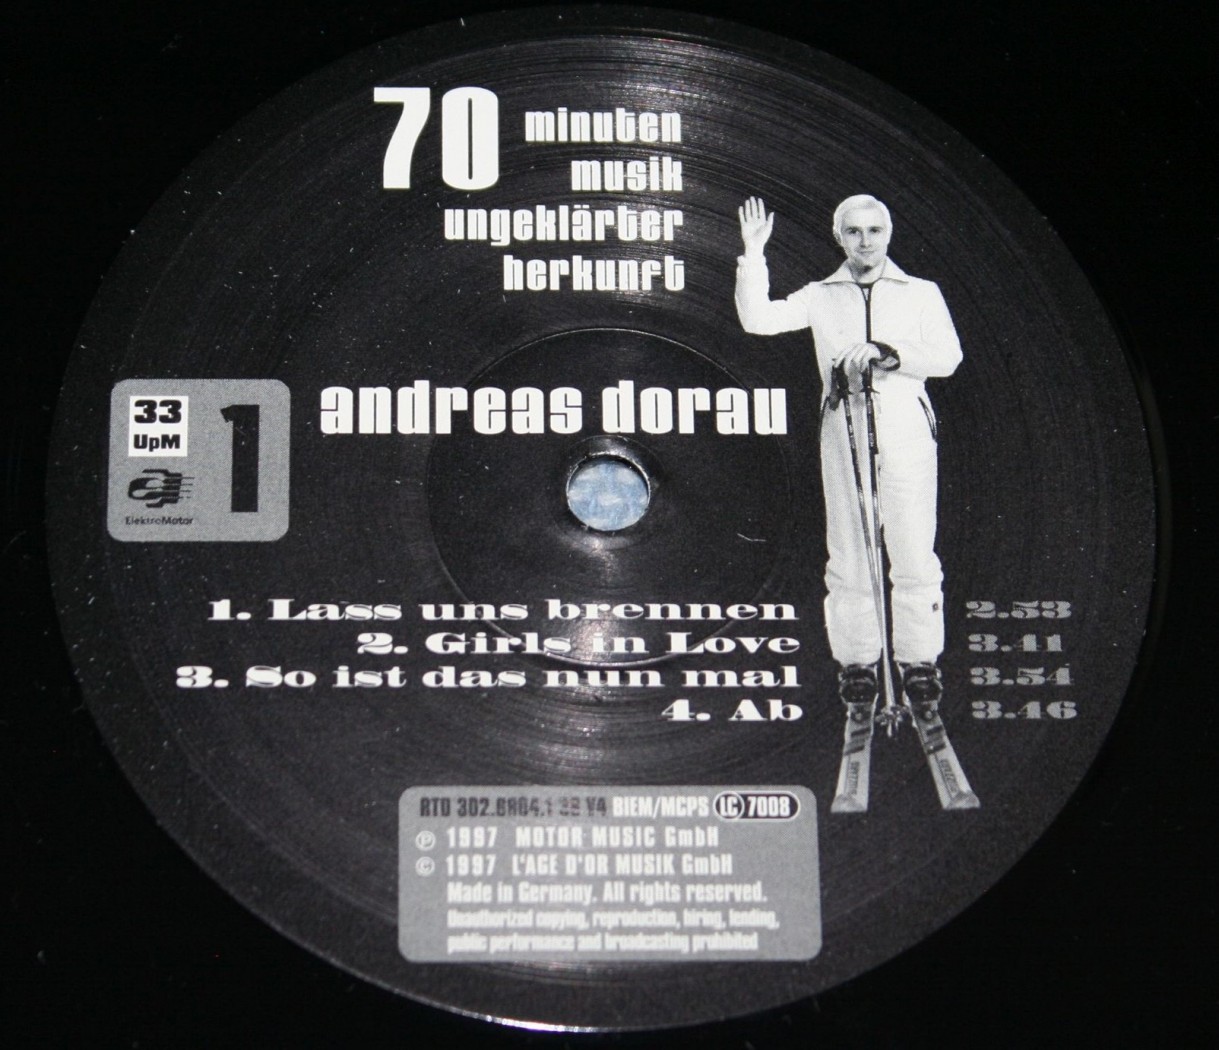 70 minuten
musik
ungeklärter
herkunft
andreas dorau
33
UpM
1
ElektroMotor
1. Lass uns brennen 2.53
2. Girls in Love 3.41
3. So ist das nun mal 3.54
4. Ab 3.46
RTD BIEM/MCPS LC 7008
℗ 1997 MOTOR MUSIC GmbH
© 1997 L'AGE D'OR MUSIK GmbH
Made in Germany. All rights reserved.
Unauthorized copying, reproduction, hiring, lending,
public performance and broadcasting prohibited